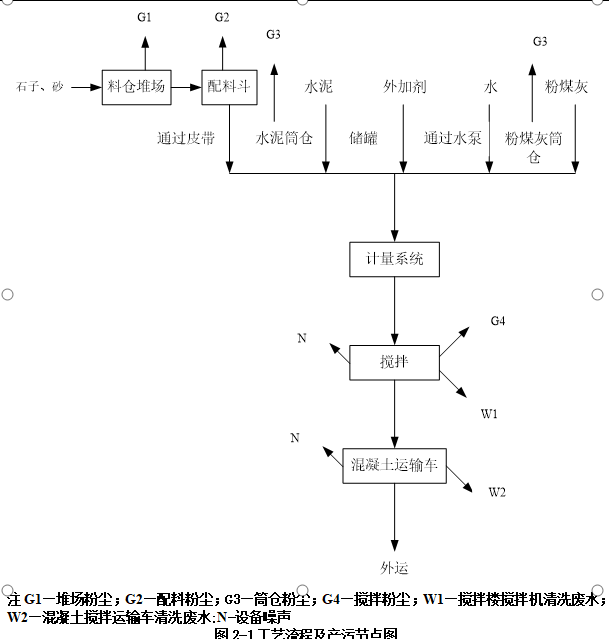 G1
G2
G3
G3
石子、砂
料仓堆场
配料斗
水泥
外加剂
水
粉煤灰
通过皮带
水泥筒仓
储罐
通过水泵
粉煤灰筒
仓
计量系统
N
G4
搅拌
W1
N
混凝土运输车
W2
外运
注 G1—堆场粉尘；G2—配料粉尘；G3—筒仓粉尘；G4—搅拌粉尘；W1—搅拌楼搅拌机清洗废水；
W2—混凝土搅拌运输车清洗废水;N-设备噪声
图 2-1 工艺流程及产污节点图